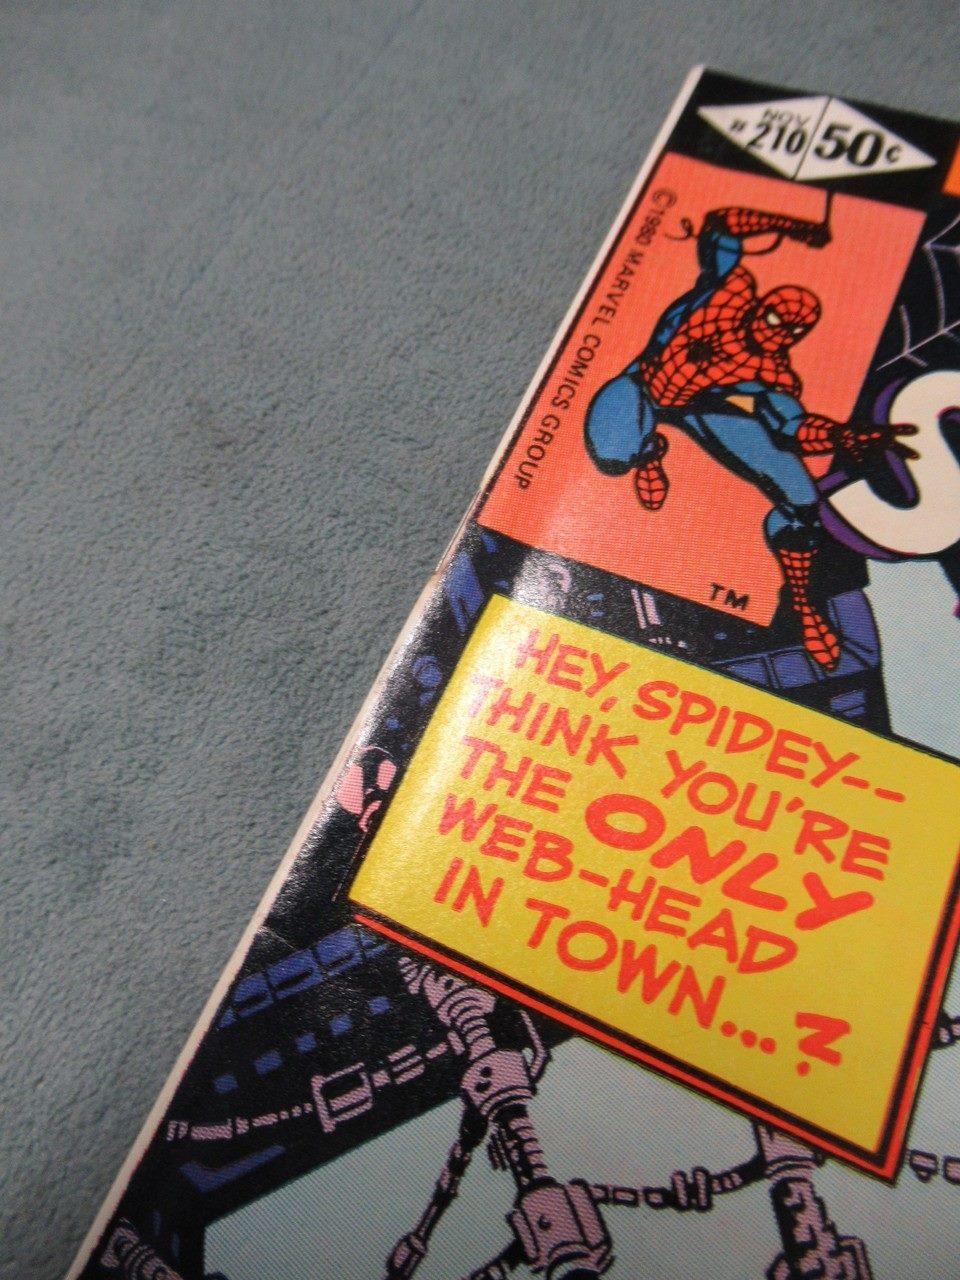 NOV
#210 50¢
©1980 MARVEL COMICS GROUP
TM
S
HEY, SPIDEY--
THINK YOU'RE
THE ONLY
WEB-HEAD
IN TOWN...?